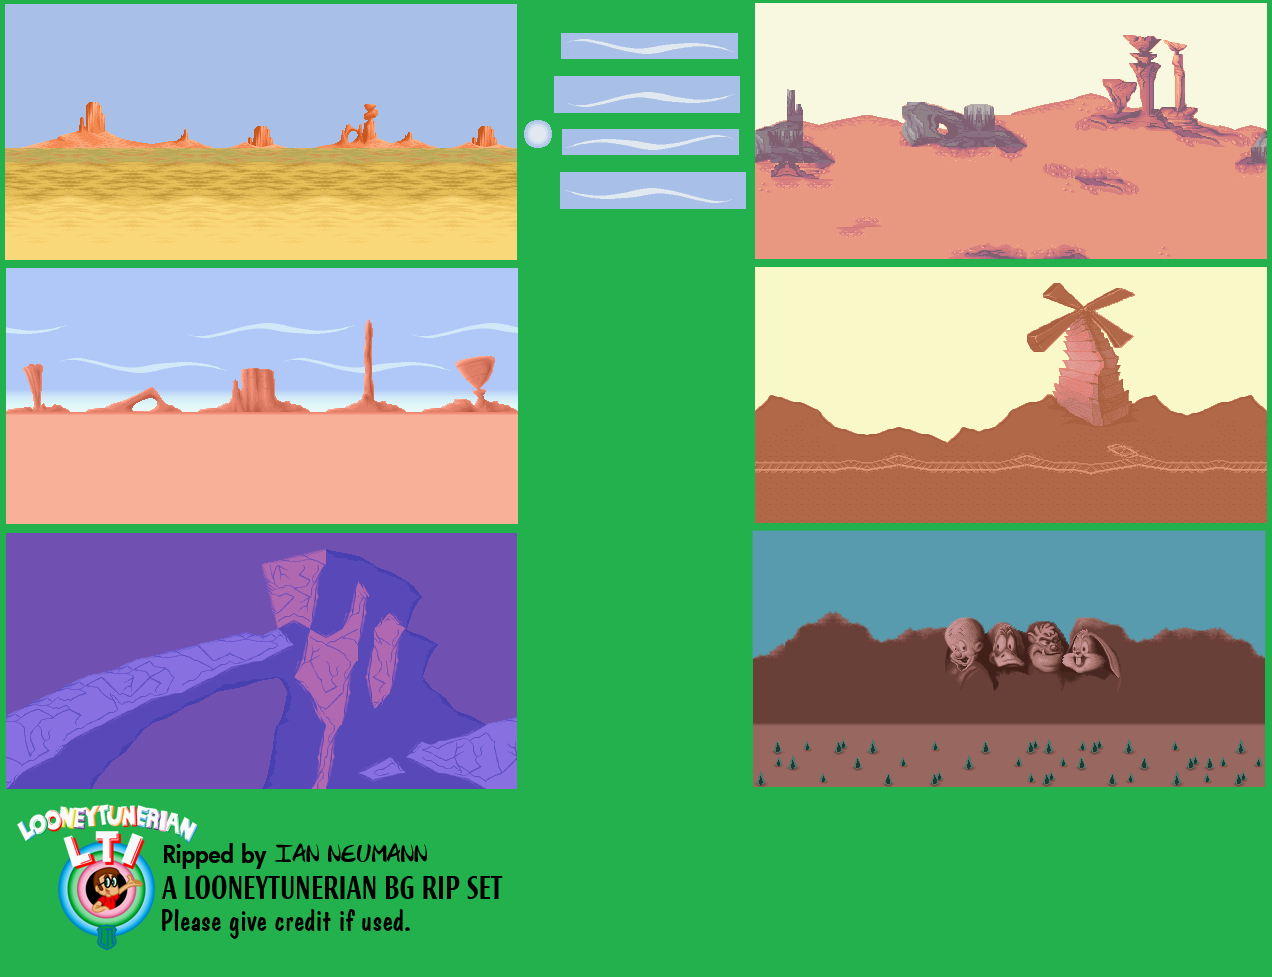 LOONEYTUNERIAN
LTI
Ripped by IAN NEUMANN
A LOONEYTUNERIAN BG RIP SET
Please give credit if used.